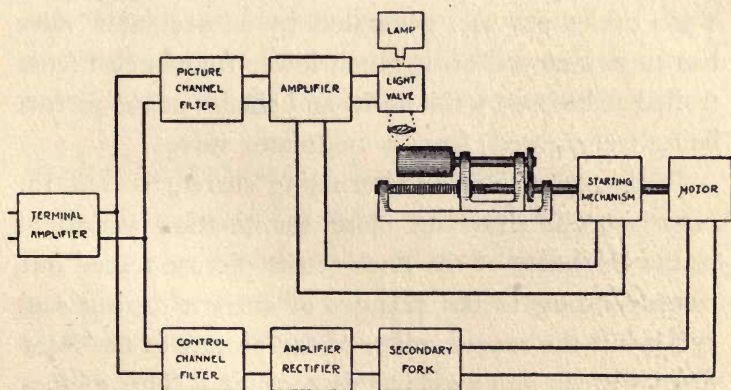 LAMP
PICTURE
CHANNEL
FILTER
AMPLIFIER
LIGHT
VALVE
TERMINAL
AMPLIFIER
STARTING
MECHANISM
MOTOR
CONTROL
CHANNEL
FILTER
AMPLIFIER
RECTIFIER
SECONDARY
FORK